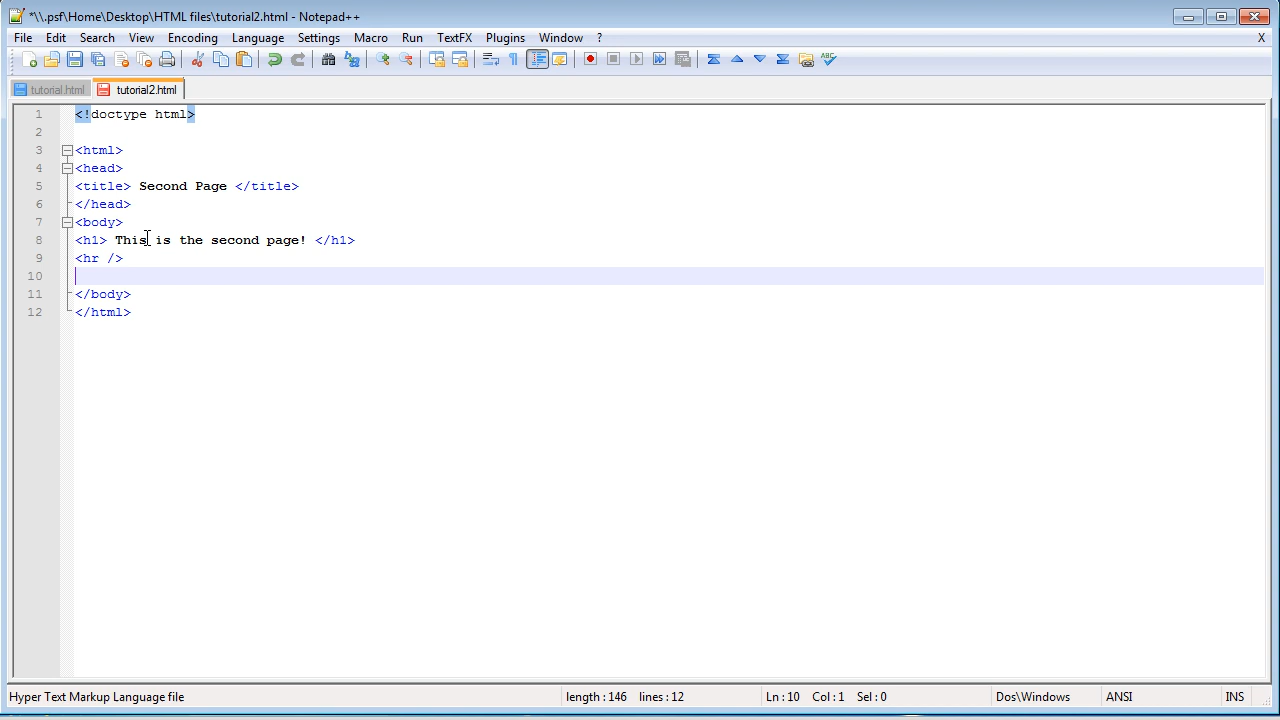 *\\.psf\Home\Desktop\HTML files\tutorial2.html - Notepad++
File Edit Search View Encoding Language Settings Macro Run TextFX Plugins Window ? X
tutorial.html tutorial2.html
1 <!doctype html>
2
3 <html>
4 <head>
5 <title> Second Page </title>
6 </head>
7 <body>
8 <h1> This is the second page! </h1>
9 <hr />
10
11 </body>
12 </html>
Hyper Text Markup Language file length : 146 lines : 12 Ln : 10 Col : 1 Sel : 0 Dos\Windows ANSI INS